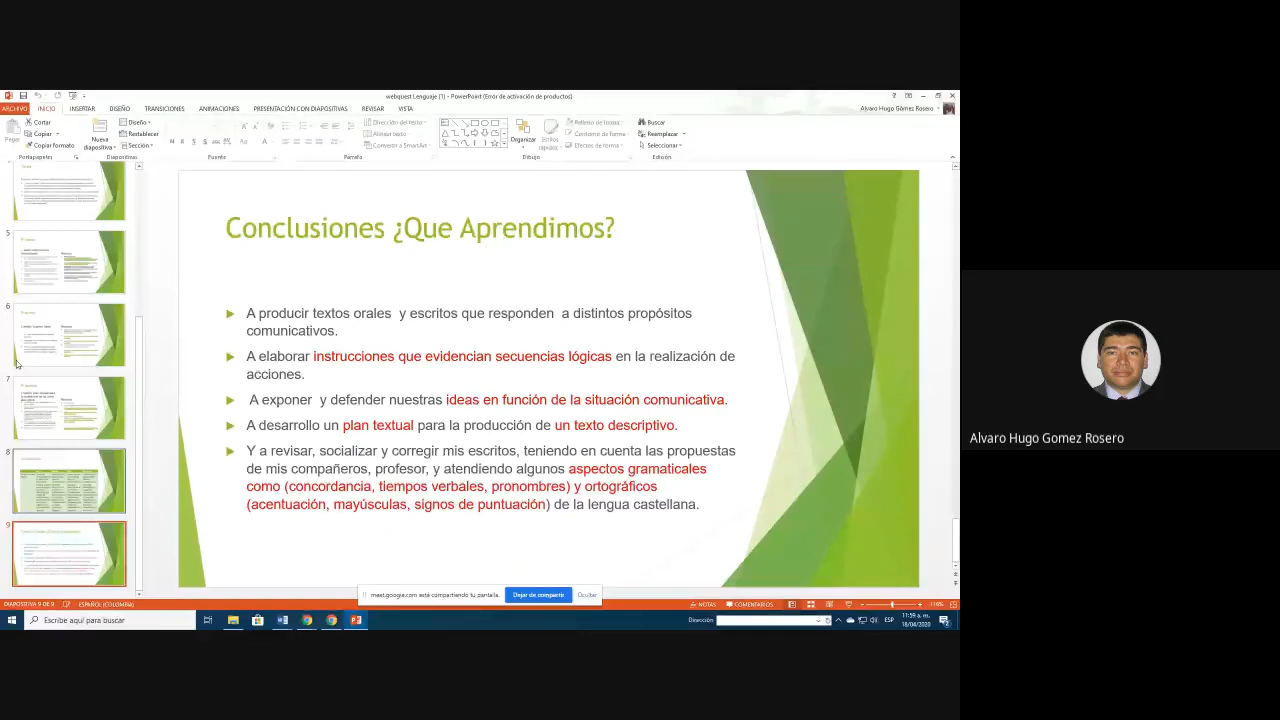 webquest Lenguaje (1) - PowerPoint (Error de activación de productos)
ARCHIVO INICIO INSERTAR DISEÑO TRANSICIONES ANIMACIONES PRESENTACIÓN CON DIAPOSITIVAS REVISAR VISTA
Alvaro Hugo Gómez Rosero
Cortar
Copiar
Copiar formato
Pegar
Portapapeles
Nueva diapositiva
Diseño
Restablecer
Sección
Diapositivas
Fuente
Dirección del texto
Alinear texto
Convertir a SmartArt
Párrafo
Organizar
Estilos rápidos
Relleno de forma
Contorno de forma
Efectos de forma
Dibujo
Buscar
Reemplazar
Seleccionar
Edición
5
6
7
8
9
Conclusiones ¿Que Aprendimos?
A producir textos orales y escritos que responden a distintos propósitos
comunicativos.
A elaborar instrucciones que evidencian secuencias lógicas en la realización de
acciones.
A exponer y defender nuestras ideas en función de la situación comunicativa.
A desarrollo un plan textual para la producción de un texto descriptivo.
Y a revisar, socializar y corregir mis escritos, teniendo en cuenta las propuestas
de mis compañeros, profesor, y atendiendo algunos aspectos gramaticales
como (concordancia, tiempos verbales, pronombres) y ortográficos
(acentuación, mayúsculas, signos de puntuación) de la lengua castellana.
Alvaro Hugo Gomez Rosero
meet.google.com está compartiendo tu pantalla.
Dejar de compartir
Ocultar
DIAPOSITIVA 9 DE 9 ESPAÑOL (COLOMBIA)
NOTAS COMENTARIOS 116%
Escribe aquí para buscar
Dirección
ESP
11:59 a. m.
18/04/2020